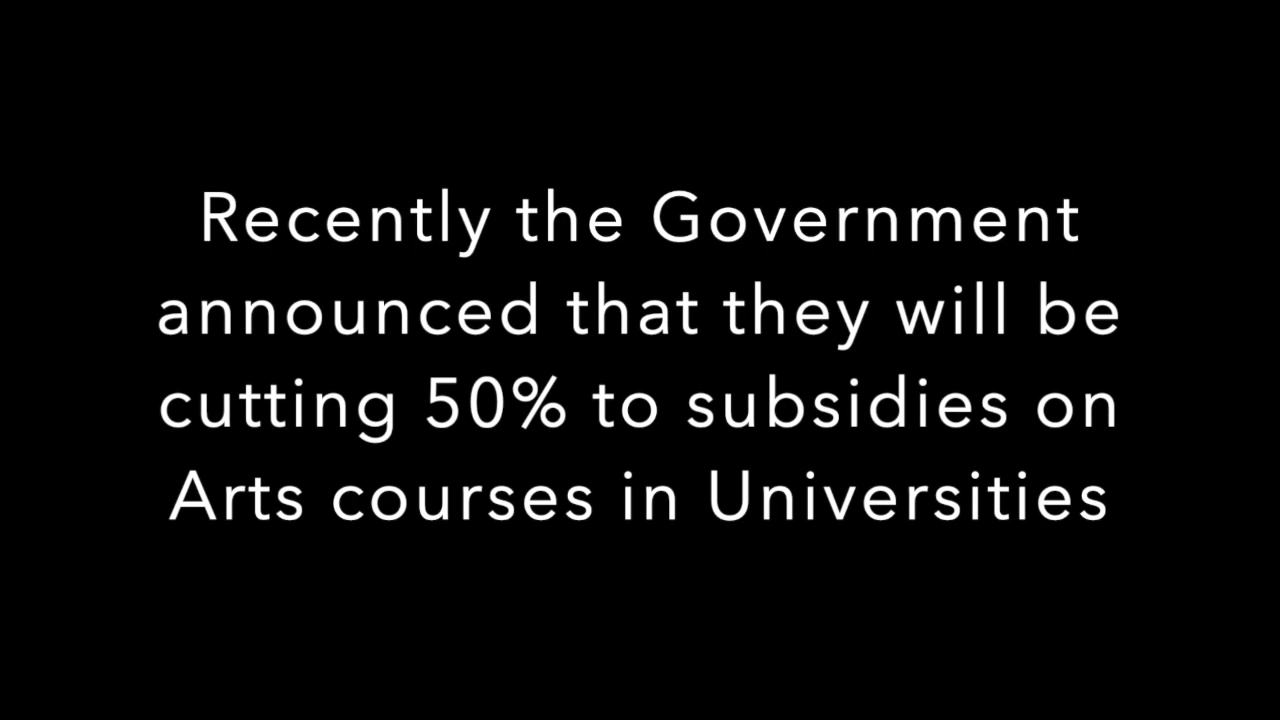 Recently the Government
announced that they will be
cutting 50% to subsidies on
Arts courses in Universities